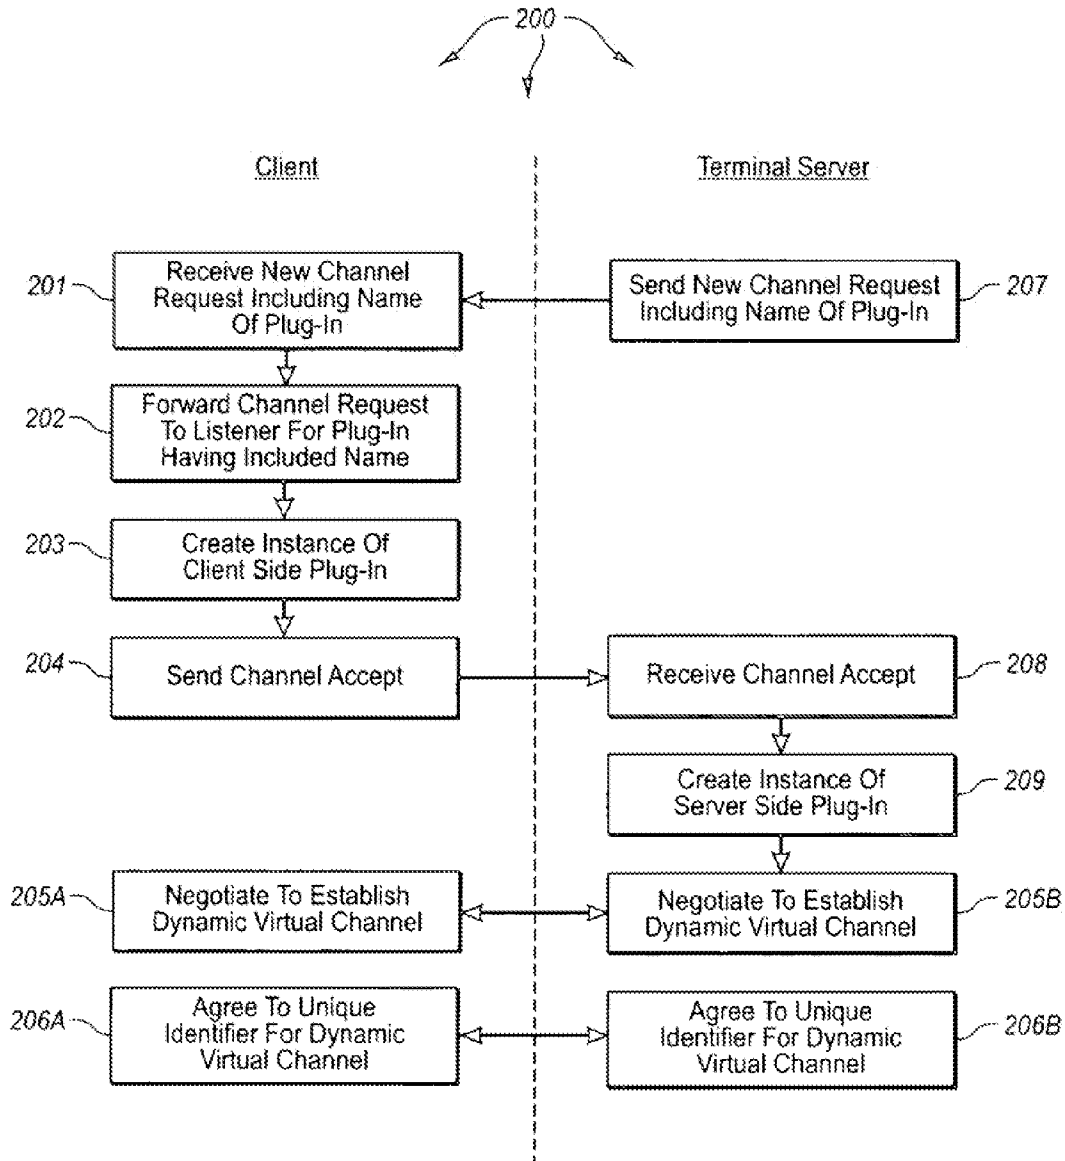 200
Client
Terminal Server
201
Receive New Channel
Request Including Name
Of Plug-In
Send New Channel Request
Including Name Of Plug-In
207
202
Forward Channel Request
To Listener For Plug-In
Having Included Name
203
Create Instance Of
Client Side Plug-In
204
Send Channel Accept
Receive Channel Accept
208
Create Instance Of
Server Side Plug-In
209
205A
Negotiate To Establish
Dynamic Virtual Channel
Negotiate To Establish
Dynamic Virtual Channel
205B
206A
Agree To Unique
Identifier For Dynamic
Virtual Channel
Agree To Unique
Identifier For Dynamic
Virtual Channel
206B